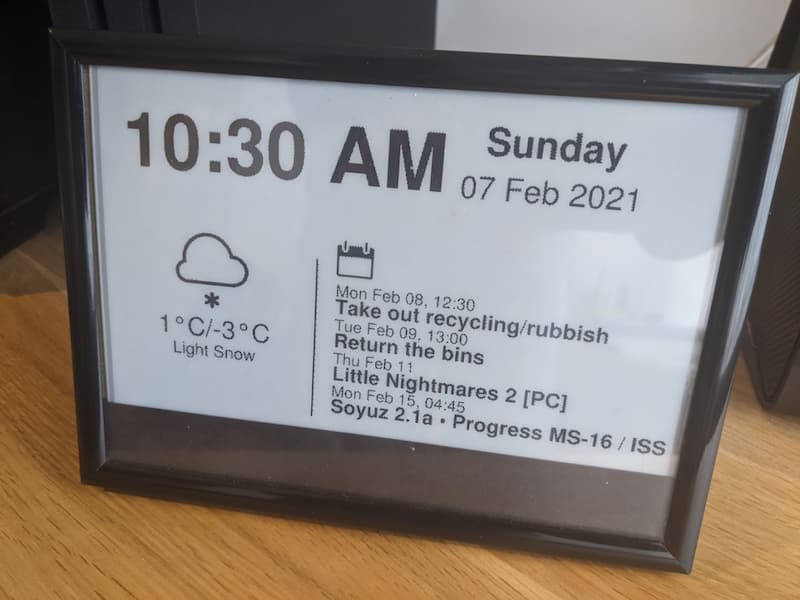 10:30 AM
Sunday
07 Feb 2021
1°C/-3°C
Light Snow
Mon Feb 08, 12:30
Take out recycling/rubbish
Tue Feb 09, 13:00
Return the bins
Thu Feb 11
Little Nightmares 2 [PC]
Mon Feb 15, 04:45
Soyuz 2.1a • Progress MS-16 / ISS